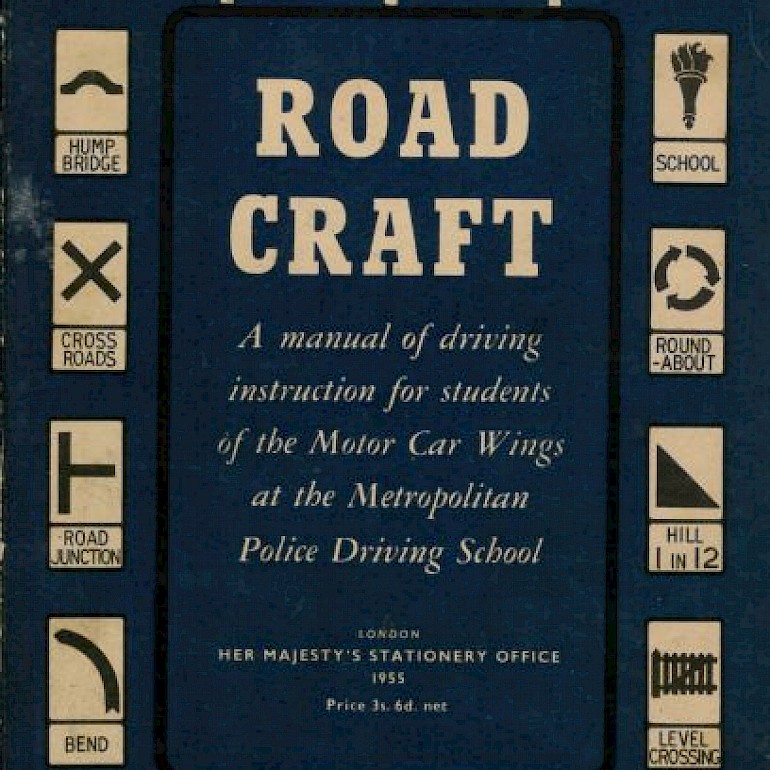 ROAD
CRAFT
A manual of driving
instruction for students
of the Motor Car Wings
at the Metropolitan
Police Driving School
LONDON
HER MAJESTY'S STATIONERY OFFICE
1955
Price 3s. 6d. net
HUMP
BRIDGE
CROSS
ROADS
ROAD
JUNCTION
BEND
SCHOOL
ROUND
-ABOUT
HILL
1 IN 12
LEVEL
CROSSING